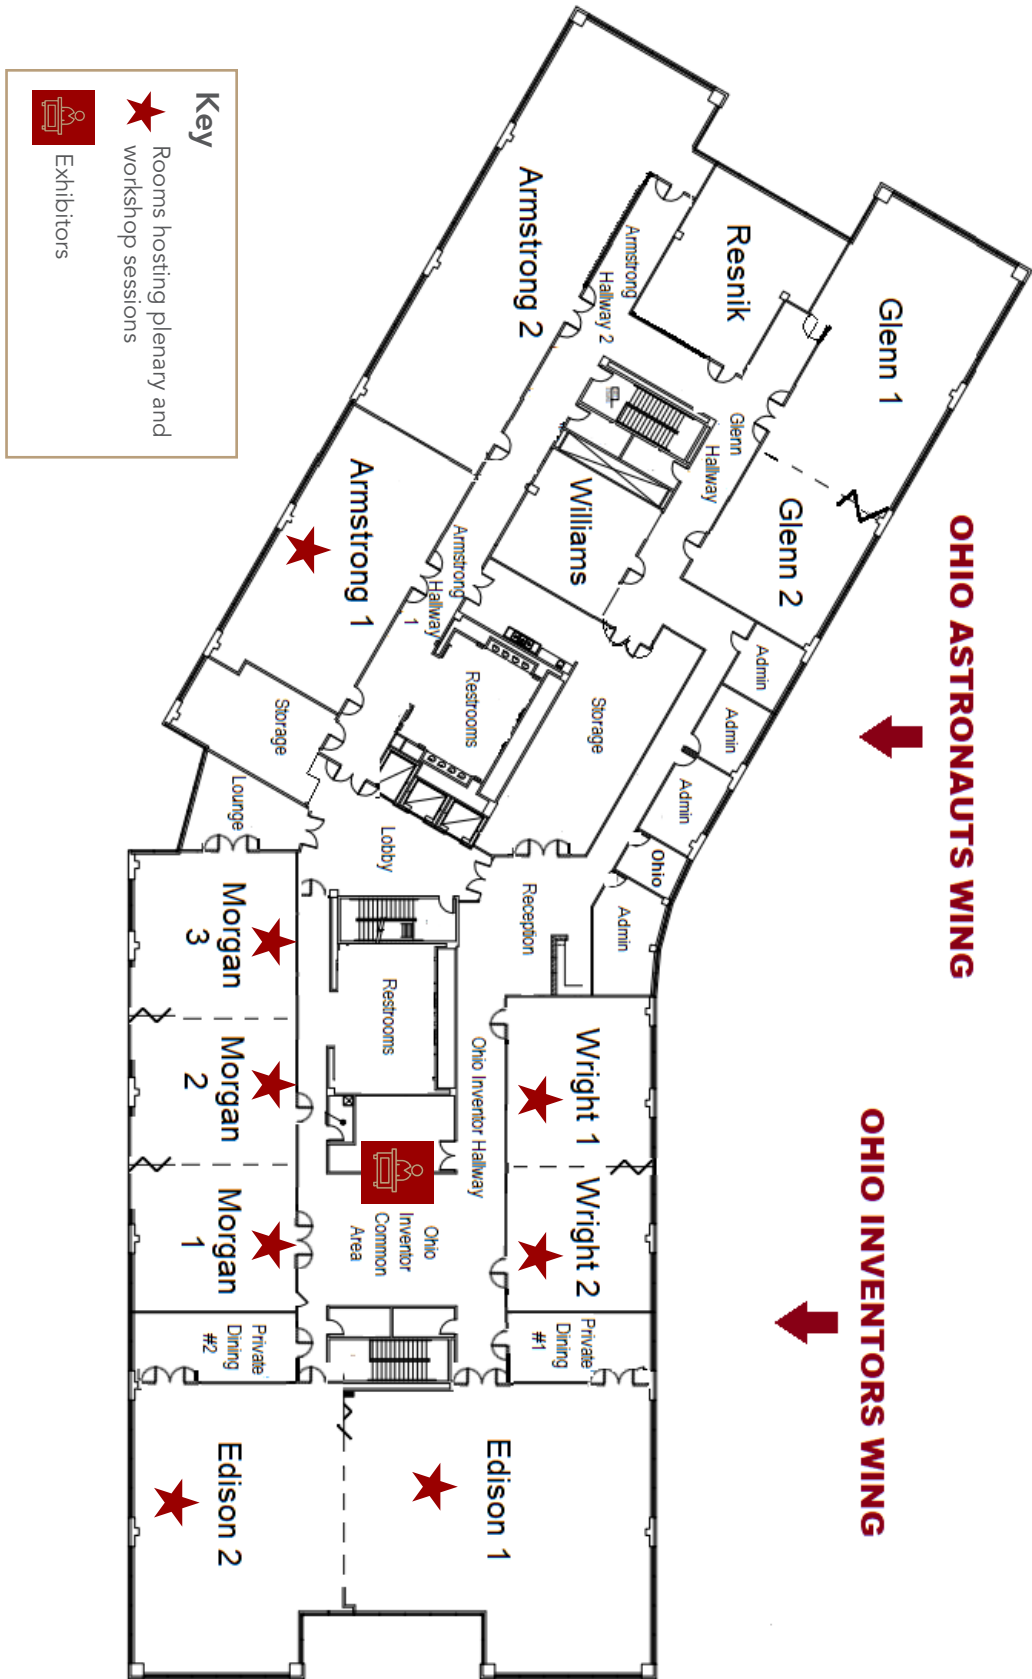 Key
Rooms hosting plenary and
workshop sessions
Exhibitors
OHIO ASTRONAUTS WING
OHIO INVENTORS WING
Glenn 1
Glenn 2
Resnik
Armstrong 2
Armstrong
Hallway 2
Glenn
Hallway
Williams
Armstrong 1
Armstrong
Hallway
1
Restrooms
Storage
Storage
Admin
Admin
Admin
Ohio
Admin
Lounge
Lobby
Reception
Morgan
3
Morgan
2
Morgan
1
Restrooms
Ohio Inventor Hallway
Ohio
Inventor
Common
Area
Wright 1
Wright 2
Private
Dining
#1
Private
Dining
#2
Edison 1
Edison 2